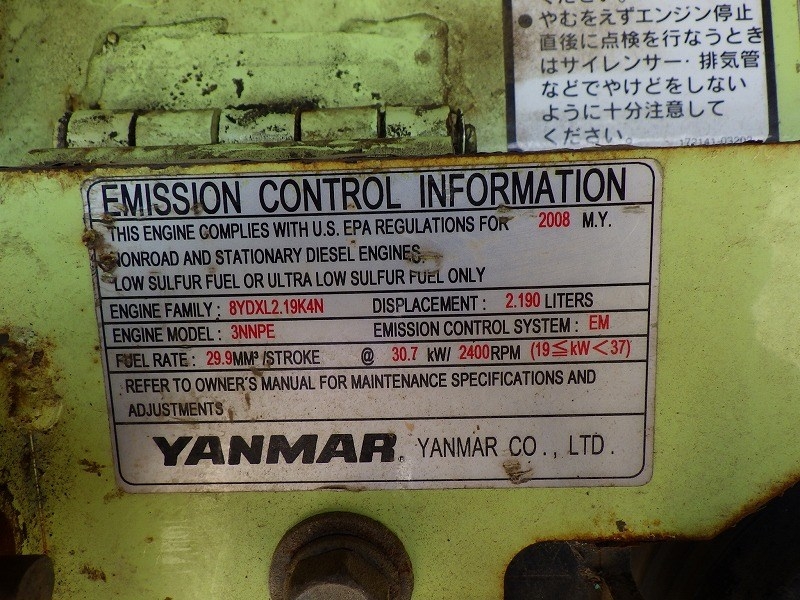 ください。
● やむをえずエンジン停止
直後に点検を行なうとき
はサイレンサー・排気管
などでやけどをしない
ように十分注意して
ください。
172141-03202
EMISSION CONTROL INFORMATION
THIS ENGINE COMPLIES WITH U.S. EPA REGULATIONS FOR 2008 M.Y.
NONROAD AND STATIONARY DIESEL ENGINES.
LOW SULFUR FUEL OR ULTRA LOW SULFUR FUEL ONLY
ENGINE FAMILY : 8YDXL2.19K4N DISPLACEMENT : 2.190 LITERS
ENGINE MODEL : 3NNPE EMISSION CONTROL SYSTEM : EM
FUEL RATE : 29.9MM³/STROKE @ 30.7 kW/ 2400RPM (19≦kW<37)
REFER TO OWNER'S MANUAL FOR MAINTENANCE SPECIFICATIONS AND
ADJUSTMENTS
YANMAR® YANMAR CO., LTD.